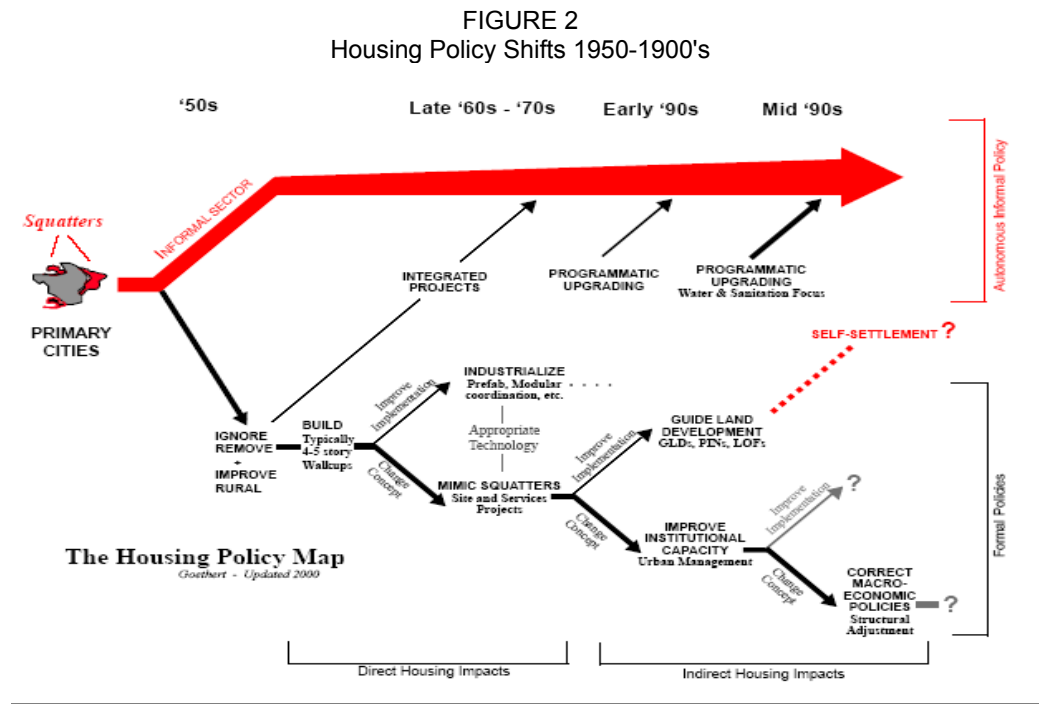 FIGURE 2
Housing Policy Shifts 1950-1900's
‘50s
Late ‘60s - ‘70s
Early ‘90s
Mid ‘90s
Squatters
INFORMAL SECTOR
PRIMARY
CITIES
Autonomous Informal Policy
INTEGRATED
PROJECTS
PROGRAMMATIC
UPGRADING
PROGRAMMATIC
UPGRADING
Water & Sanitation Focus
SELF-SETTLEMENT ?
IGNORE
REMOVE
+
IMPROVE
RURAL
BUILD
Typically
4-5 story
Walkups
Improve
Implementation
Change
Concept
INDUSTRIALIZE
Prefab, Modular
coordination, etc.
Appropriate
Technology
MIMIC SQUATTERS
Site and Services
Projects
Improve
Implementation
Change
Concept
GUIDE LAND
DEVELOPMENT
GLDs, PINs, LOFs
IMPROVE
INSTITUTIONAL
CAPACITY
Urban Management
Improve
Implementation
?
Change
Concept
CORRECT
MACRO-
ECONOMIC
POLICIES
Structural
Adjustment
?
Formal Policies
The Housing Policy Map
Goethert - Updated 2000
Direct Housing Impacts
Indirect Housing Impacts